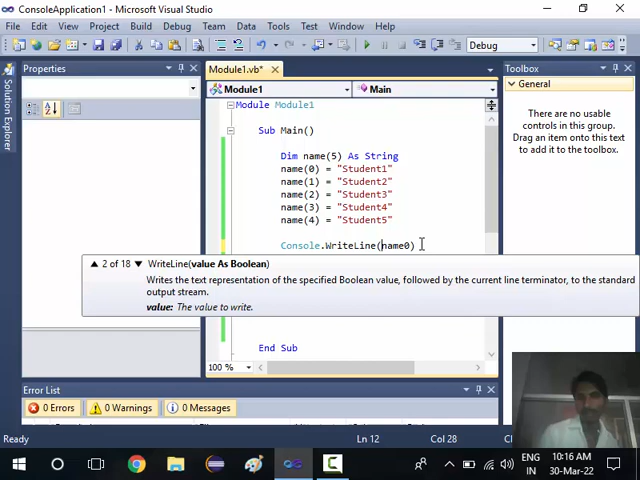 ConsoleApplication1 - Microsoft Visual Studio
File Edit View Project Build Debug Team Data Tools Test Window Help
Debug
Solution Explorer
Properties
Module1.vb*
Module1 Main
Module Module1
Sub Main()
Dim name(5) As String
name(0) = "Student1"
name(1) = "Student2"
name(2) = "Student3"
name(3) = "Student4"
name(4) = "Student5"
Console.WriteLine(name0)
2 of 18 WriteLine(value As Boolean)
Writes the text representation of the specified Boolean value, followed by the current line terminator, to the standard
output stream.
value: The value to write.
End Sub
100 %
Toolbox
General
There are no usable
controls in this group.
Drag an item onto this text
to add it to the toolbox.
Error List
0 Errors 0 Warnings 0 Messages
Ready Ln 12 Col 28
ENG
IN
10:16 AM
30-Mar-22